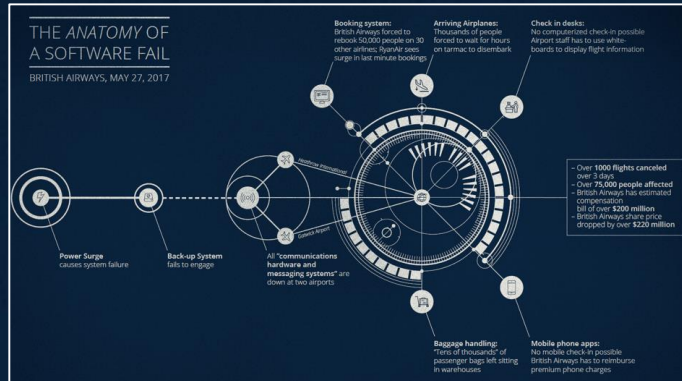 THE ANATOMY OF
A SOFTWARE FAIL
BRITISH AIRWAYS, MAY 27, 2017
Booking system:
British Airways forced to
rebook 50,000 people on 30
other airlines; RyanAir sees
surge in last minute bookings
Arriving Airplanes:
Thousands of people
forced to wait for hours
on tarmac to disembark
Check in desks:
No computerized check-in possible
Airport staff has to use white-
boards to display flight information
Heathrow International
Gatwick Airport
Power Surge
causes system failure
Back-up System
fails to engage
All "communications
hardware and
messaging systems" are
down at two airports
– Over 1000 flights canceled
over 3 days
– Over 75,000 people affected
– British Airways has estimated
compensation
bill of over $200 million
– British Airways share price
dropped by over $220 million
Baggage handling:
"Tens of thousands" of
passenger bags left sitting
in warehouses
Mobile phone apps:
No mobile check-in possible
British Airways has to reimburse
premium phone charges